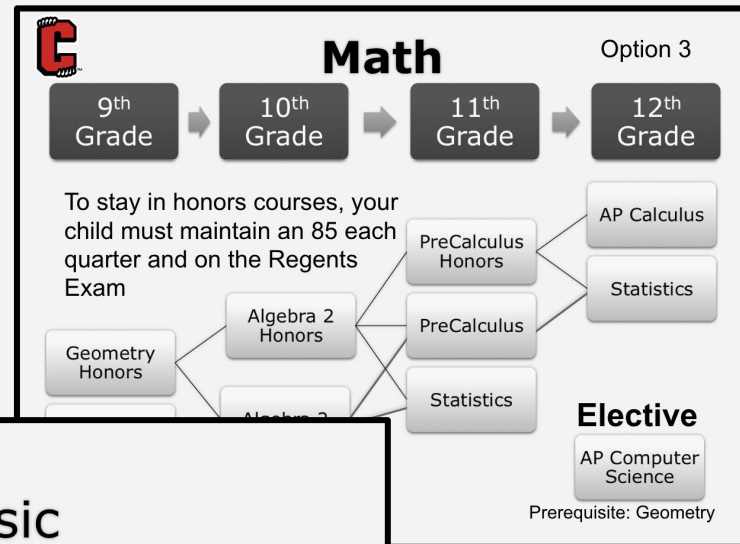 C
Math
Option 3
9th
Grade
10th
Grade
11th
Grade
12th
Grade
To stay in honors courses, your
child must maintain an 85 each
quarter and on the Regents
Exam
Geometry
Honors
Algebra 2
Honors
PreCalculus
Honors
PreCalculus
Statistics
AP Calculus
Statistics
Elective
AP Computer
Science
Prerequisite: Geometry